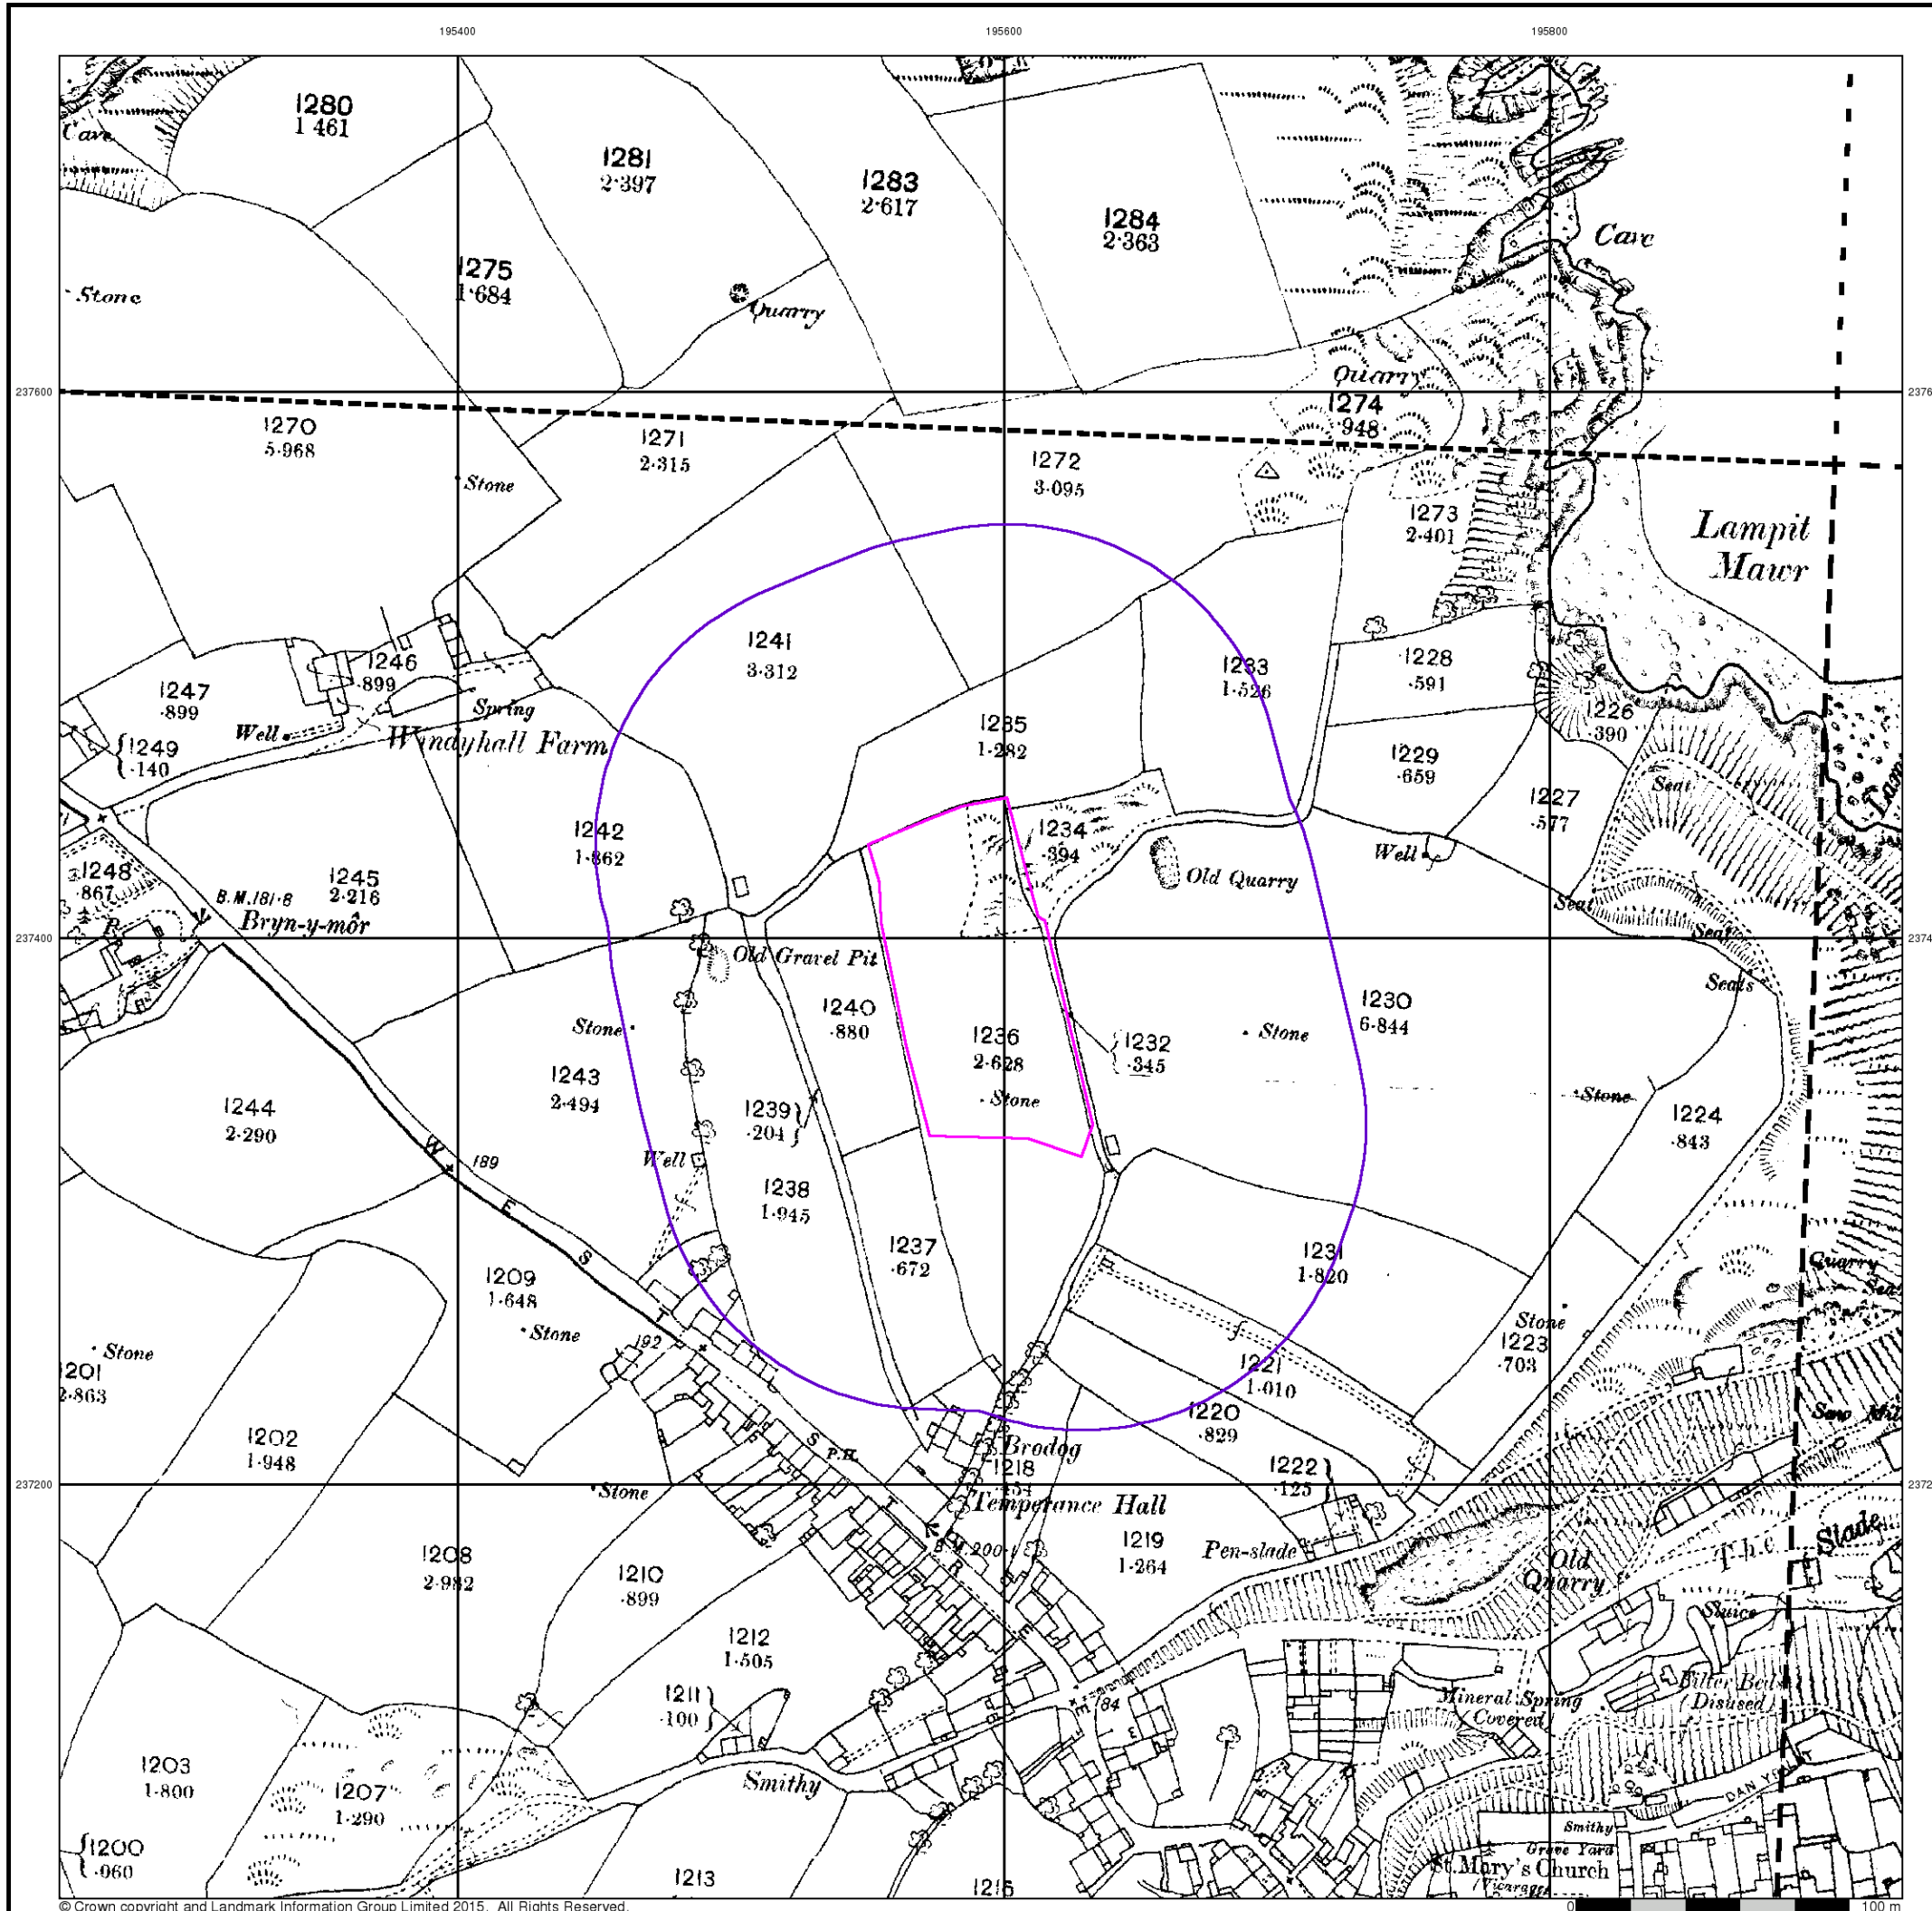 195400
195600
195800
1280
1·461
Cave
1281
2·397
1283
2·617
1284
2·363
Cave
1275
1·684
Stone
Quarry
Quarry
1274
·948
237600
1270
5·968
1271
2·315
1272
3·095
Stone
1273
2·401
Lampit
Mawr
1241
3·312
1246
·899
1247
·899
Spring
Well
Windyhall Farm
1249
·140
1233
1·526
1228
·591
1226
·390
1285
1·282
1229
·659
1227
·577
Seat
1242
1·862
1234
·394
Well
Old Quarry
1248
·867
1245
2·216
B.M.181·8
Bryn-y-môr
Seat
Seat
Seats
237400
Old Gravel Pit
1240
·880
Stone
1236
2·628
Stone
1232
·345
Stone
1230
6·844
Stone
1243
2·494
1244
2·290
1239
·204
1224
·843
W E S T
189
Well
1238
1·945
1237
·672
1231
1·820
Quarry
1209
1·648
Stone
192
Stone
1223
·703
Stone
1201
2·863
1221
1·010
1220
·829
Saw Mill
1202
1·948
S T R E E T
P.H.
Brodog
1218
1222
·125
237200
Stone
Temperance Hall
B.M.200·1
1219
1·264
Pen-slade
Old
Quarry
The Slade
1208
2·982
1210
·899
Sluice
1212
1·505
1211
·100
184
Mineral Spring
(Covered)
Filter Beds
(Disused)
1203
1·800
1207
1·290
Smithy
DAN Y
Smithy
Grove Yard
St. Mary's Church
(Vicarage)
1200
·060
1213
1215
© Crown copyright and Landmark Information Group Limited 2015. All Rights Reserved.
0
100 m